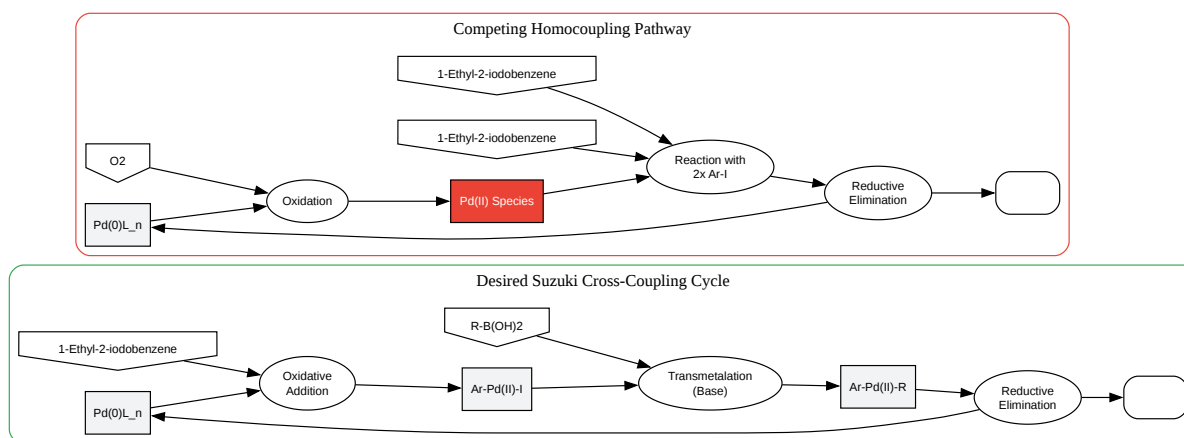 Competing Homocoupling Pathway
1-Ethyl-2-iodobenzene
1-Ethyl-2-iodobenzene
O2
Reaction with
2x Ar-I
Oxidation
Pd(II) Species
Reductive
Elimination
Pd(0)L_n
Desired Suzuki Cross-Coupling Cycle
R-B(OH)2
1-Ethyl-2-iodobenzene
Oxidative
Addition
Ar-Pd(II)-I
Transmetalation
(Base)
Ar-Pd(II)-R
Reductive
Elimination
Pd(0)L_n